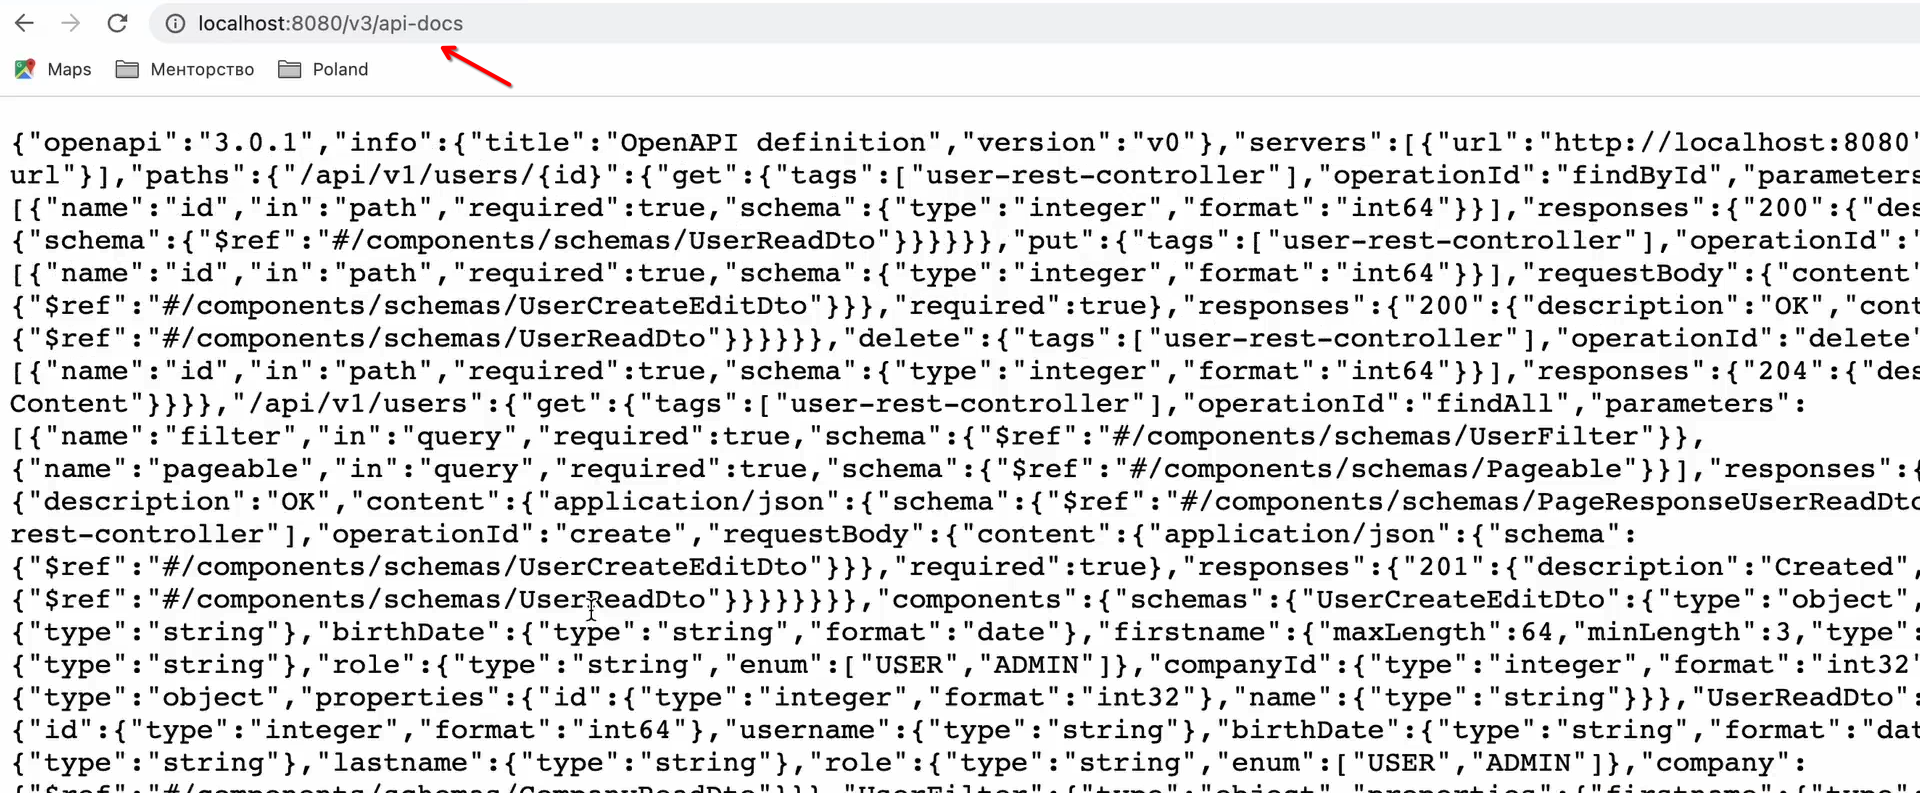 localhost:8080/v3/api-docs
Maps Менторство Poland
{"openapi":"3.0.1","info":{"title":"OpenAPI definition","version":"v0"},"servers":[{"url":"http://localhost:8080"
url"}],"paths":{"/api/v1/users/{id}":{"get":{"tags":["user-rest-controller"],"operationId":"findById","parameters
[{"name":"id","in":"path","required":true,"schema":{"type":"integer","format":"int64"}}],"responses":{"200":{"des
{"schema":{"$ref":"#/components/schemas/UserReadDto"}}}}}},"put":{"tags":["user-rest-controller"],"operationId":"
[{"name":"id","in":"path","required":true,"schema":{"type":"integer","format":"int64"}}],"requestBody":{"content"
{"$ref":"#/components/schemas/UserCreateEditDto"}}},"required":true},"responses":{"200":{"description":"OK","cont
{"$ref":"#/components/schemas/UserReadDto"}}}}}},"delete":{"tags":["user-rest-controller"],"operationId":"delete"
[{"name":"id","in":"path","required":true,"schema":{"type":"integer","format":"int64"}}],"responses":{"204":{"des
Content"}}}},"/api/v1/users":{"get":{"tags":["user-rest-controller"],"operationId":"findAll","parameters":
[{"name":"filter","in":"query","required":true,"schema":{"$ref":"#/components/schemas/UserFilter"}},
{"name":"pageable","in":"query","required":true,"schema":{"$ref":"#/components/schemas/Pageable"}}],"responses":{
{"description":"OK","content":{"application/json":{"schema":{"$ref":"#/components/schemas/PageResponseUserReadDto
rest-controller"],"operationId":"create","requestBody":{"content":{"application/json":{"schema":
{"$ref":"#/components/schemas/UserCreateEditDto"}}},"required":true},"responses":{"201":{"description":"Created",
{"$ref":"#/components/schemas/UserReadDto"}}}}}}}},"components":{"schemas":{"UserCreateEditDto":{"type":"object",
{"type":"string"},"birthDate":{"type":"string","format":"date"},"firstname":{"maxLength":64,"minLength":3,"type":
{"type":"string"},"role":{"type":"string","enum":["USER","ADMIN"]},"companyId":{"type":"integer","format":"int32"
{"type":"object","properties":{"id":{"type":"integer","format":"int32"},"name":{"type":"string"}}},"UserReadDto":
{"id":{"type":"integer","format":"int64"},"username":{"type":"string"},"birthDate":{"type":"string","format":"dat
{"type":"string"},"lastname":{"type":"string"},"role":{"type":"string","enum":["USER","ADMIN"]},"company":
{"$ref":"#/components/schemas/CompanyReadDto"}}},"UserFilter":{"type":"object","properties":{"firstname":{"type"